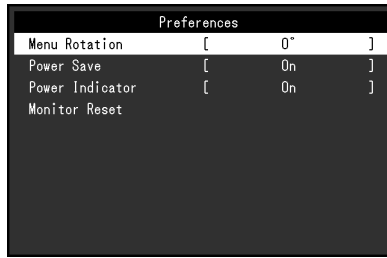 Preferences
Menu Rotation [ 0° ]
Power Save [ On ]
Power Indicator [ On ]
Monitor Reset